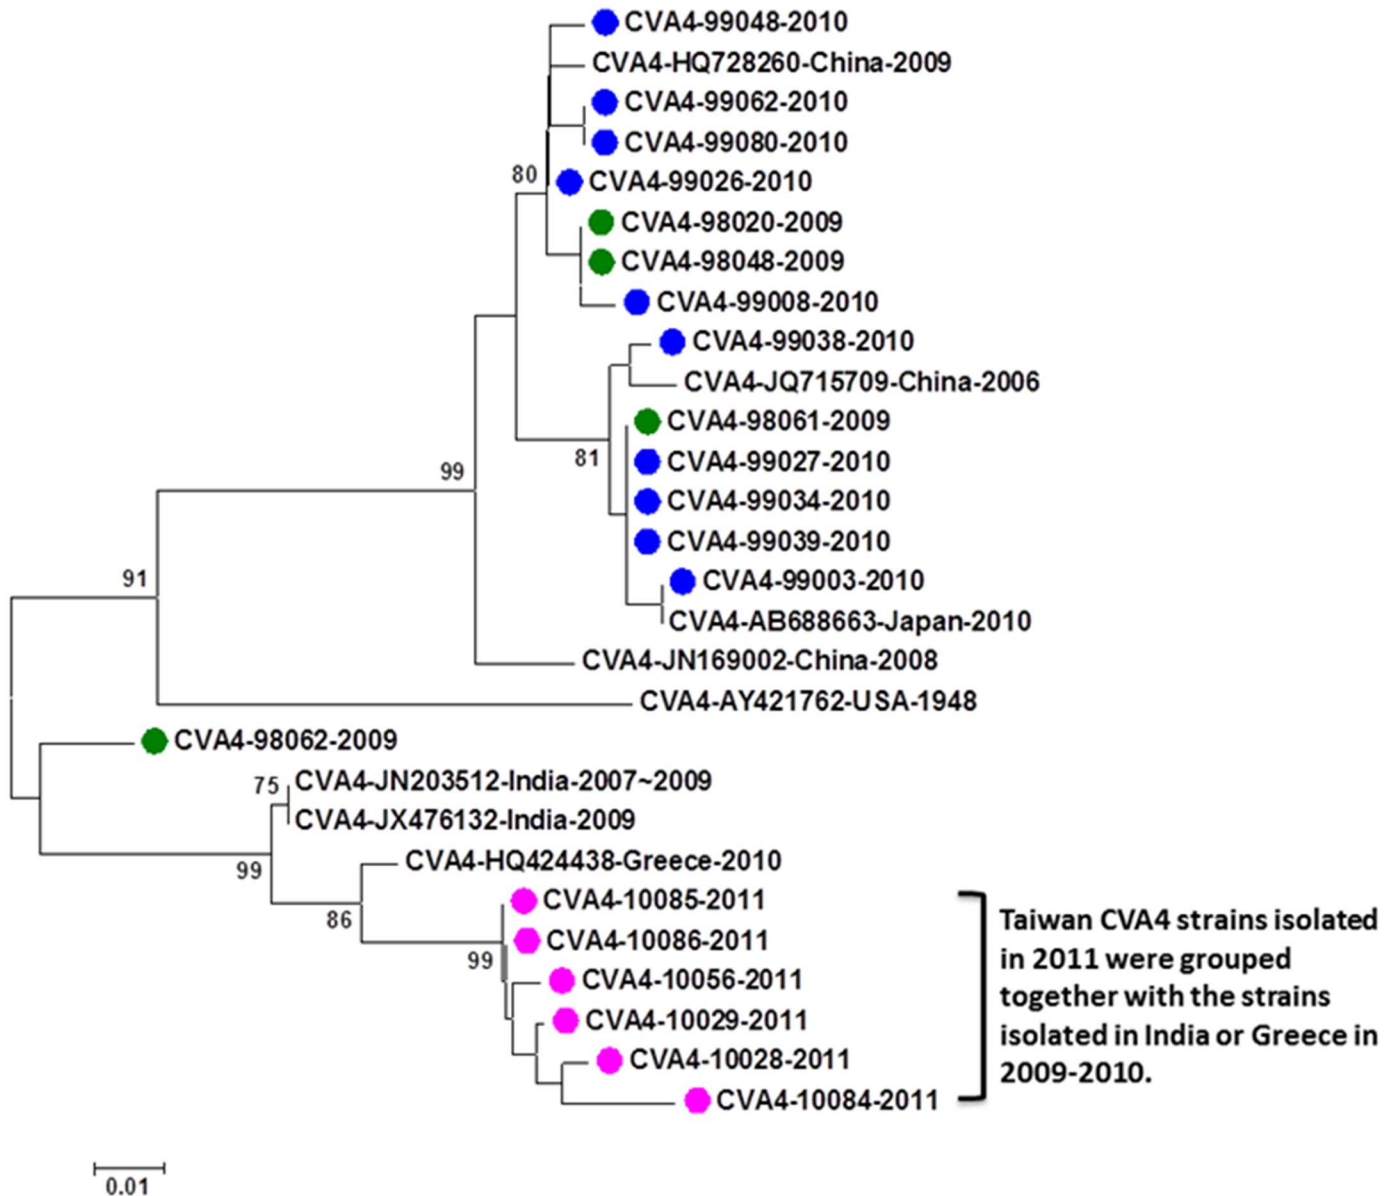 CVA4-99048-2010
CVA4-HQ728260-China-2009
CVA4-99062-2010
CVA4-99080-2010
80
CVA4-99026-2010
CVA4-98020-2009
CVA4-98048-2009
CVA4-99008-2010
CVA4-99038-2010
CVA4-JQ715709-China-2006
CVA4-98061-2009
81
CVA4-99027-2010
99
CVA4-99034-2010
CVA4-99039-2010
91
CVA4-99003-2010
CVA4-AB688663-Japan-2010
CVA4-JN169002-China-2008
CVA4-AY421762-USA-1948
CVA4-98062-2009
75
CVA4-JN203512-India-2007~2009
CVA4-JX476132-India-2009
99
CVA4-HQ424438-Greece-2010
CVA4-10085-2011
86
CVA4-10086-2011
99
CVA4-10056-2011
CVA4-10029-2011
CVA4-10028-2011
CVA4-10084-2011
Taiwan CVA4 strains isolated
in 2011 were grouped
together with the strains
isolated in India or Greece in
2009-2010.
0.01